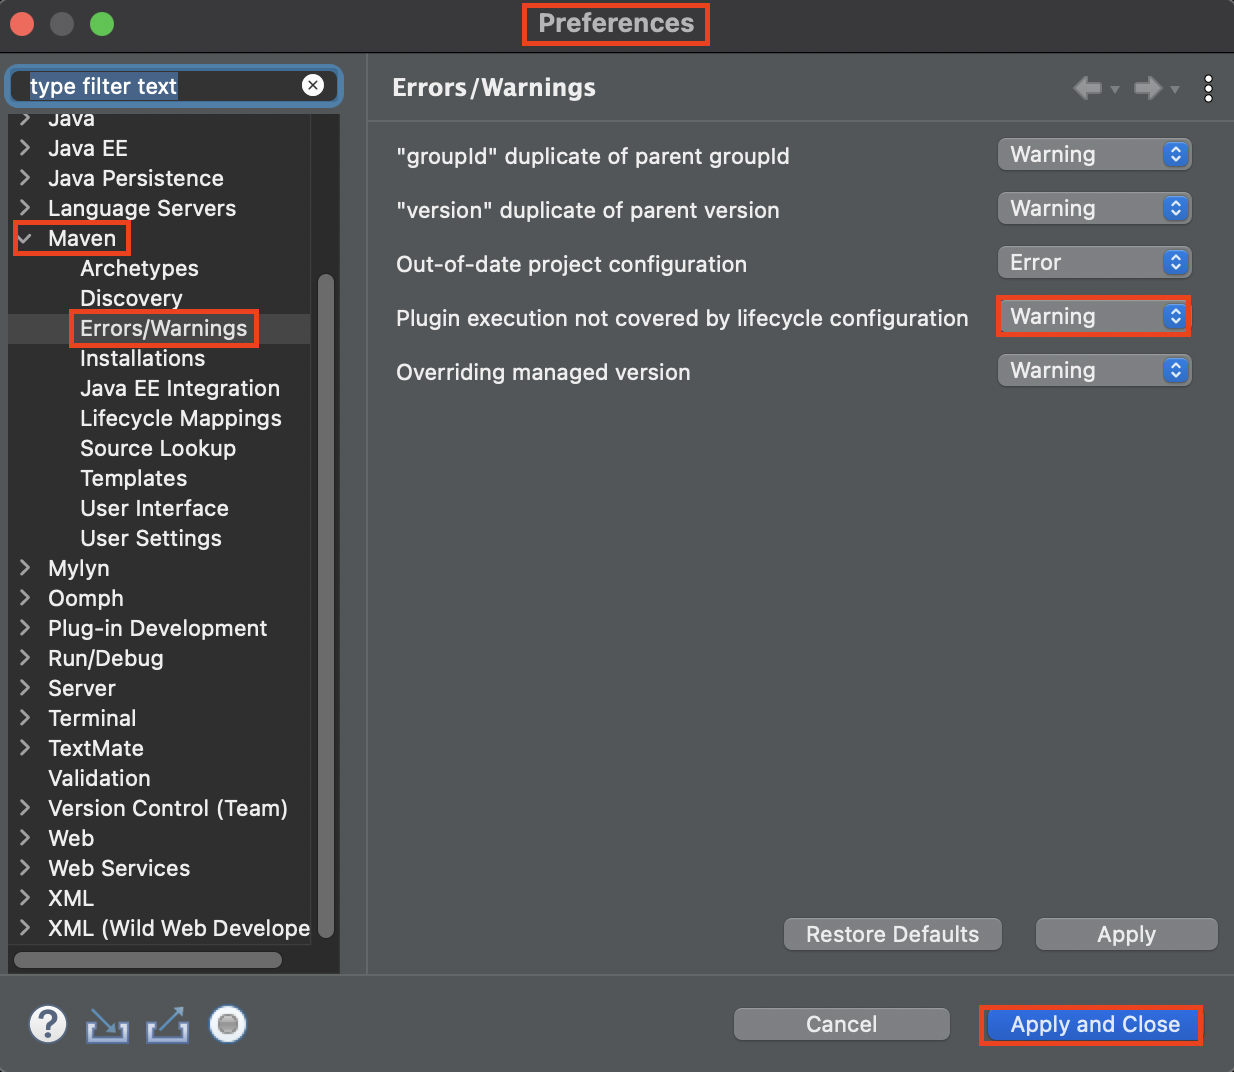 Preferences
type filter text
Java
Java EE
Java Persistence
Language Servers
Maven
Archetypes
Discovery
Errors/Warnings
Installations
Java EE Integration
Lifecycle Mappings
Source Lookup
Templates
User Interface
User Settings
Mylyn
Oomph
Plug-in Development
Run/Debug
Server
Terminal
TextMate
Validation
Version Control (Team)
Web
Web Services
XML
XML (Wild Web Develope
Errors/Warnings
"groupId" duplicate of parent groupId Warning
"version" duplicate of parent version Warning
Out-of-date project configuration Error
Plugin execution not covered by lifecycle configuration Warning
Overriding managed version Warning
Restore Defaults Apply
? Cancel Apply and Close